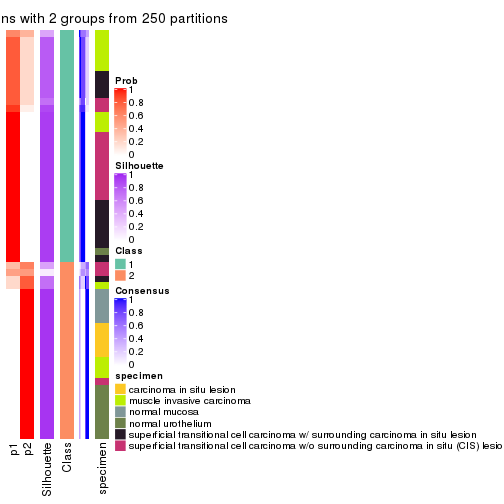 ns with 2 groups from 250 partitions
Prob
1
0.8
0.6
0.4
0.2
0
Silhouette
1
0.8
0.6
0.4
0.2
0
Class
1
2
Consensus
1
0.8
0.6
0.4
0.2
0
specimen
carcinoma in situ lesion
muscle invasive carcinoma
normal mucosa
normal urothelium
superficial transitional cell carcinoma w/ surrounding carcinoma in situ lesion
superficial transitional cell carcinoma w/o surrounding carcinoma in situ (CIS) lesio
p1
p2
Silhouette
Class
specimen